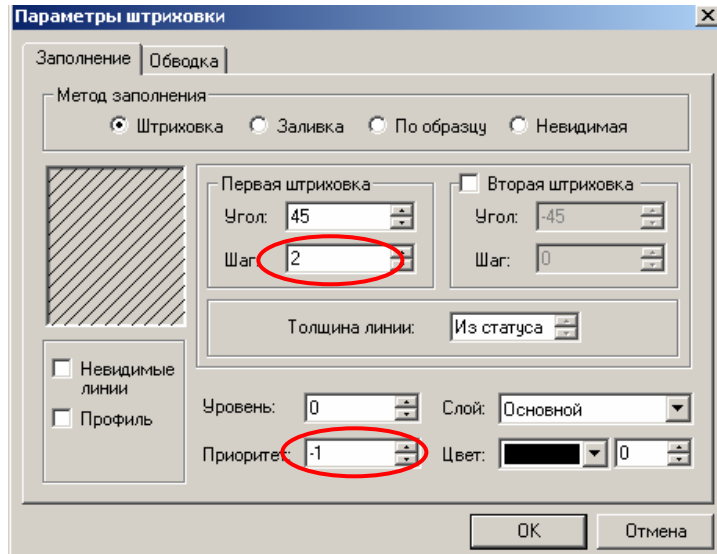 Параметры штриховки
Заполнение Обводка
Метод заполнения
Штриховка Заливка По образцу Невидимая
Первая штриховка Вторая штриховка
Угол: 45 Угол: -45
Шаг: 2 Шаг: 0
Толщина линии: Из статуса
Невидимые линии
Профиль
Уровень: 0 Слой: Основной
Приоритет: -1 Цвет: 0
OK Отмена